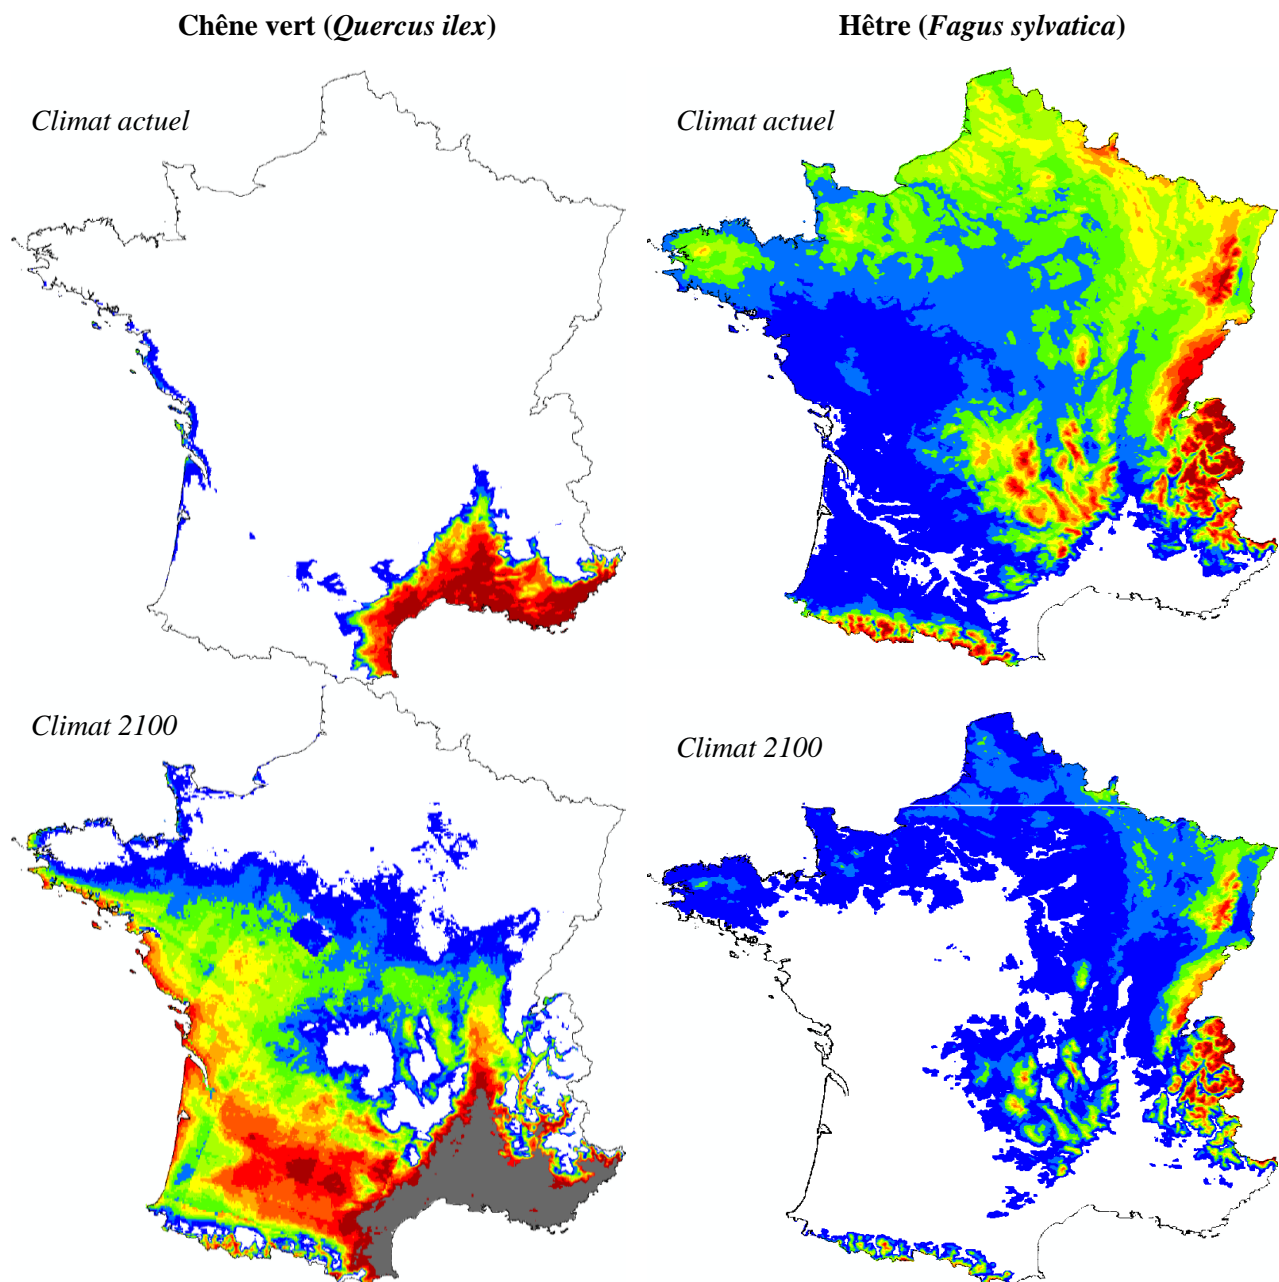 Chêne vert (Quercus ilex)
Hêtre (Fagus sylvatica)
Climat actuel
Climat actuel
Climat 2100
Climat 2100